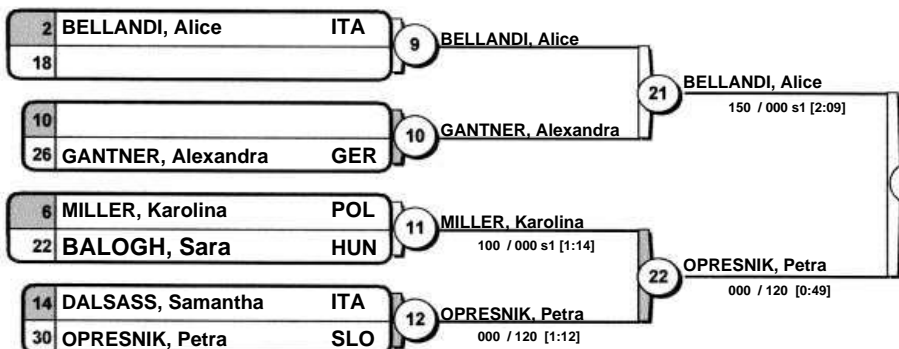 2 BELLANDI, Alice ITA
18
9
BELLANDI, Alice
10
26 GANTNER, Alexandra GER
10
GANTNER, Alexandra
21
BELLANDI, Alice
150 / 000 s1 [2:09]
6 MILLER, Karolina POL
22 BALOGH, Sara HUN
11
MILLER, Karolina
100 / 000 s1 [1:14]
14 DALSASS, Samantha ITA
30 OPRESNIK, Petra SLO
12
OPRESNIK, Petra
000 / 120 [1:12]
22
OPRESNIK, Petra
000 / 120 [0:49]